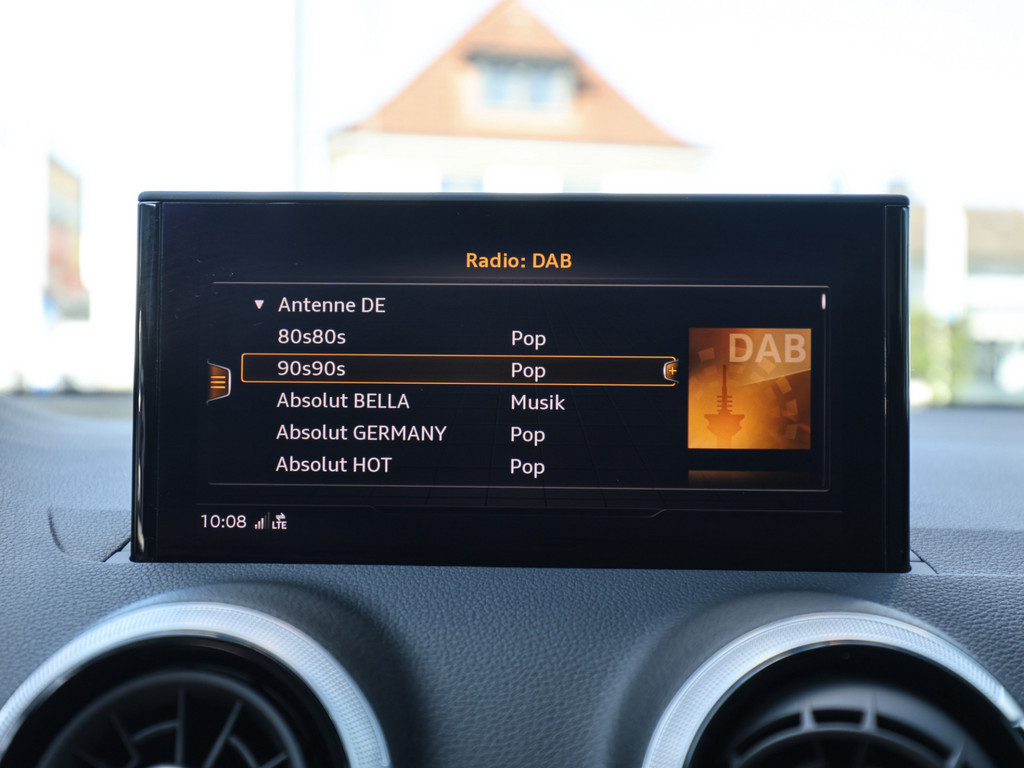 Radio: DAB
Antenne DE
80s80s Pop
90s90s Pop
Absolut BELLA Musik
Absolut GERMANY Pop
Absolut HOT Pop
DAB
10:08 LTE